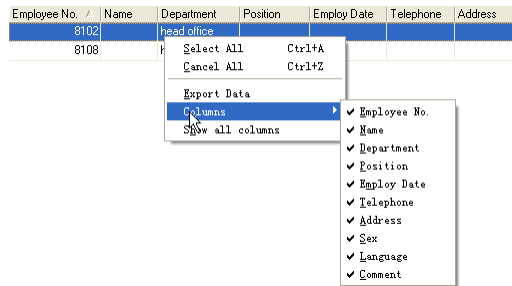 Employee No. Name Department Position Employ Date Telephone Address
8102 head office
8108 h
Select All Ctrl+A
Cancel All Ctrl+Z
Export Data
Columns
Show all columns
Employee No.
Name
Department
Position
Employ Date
Telephone
Address
Sex
Language
Comment